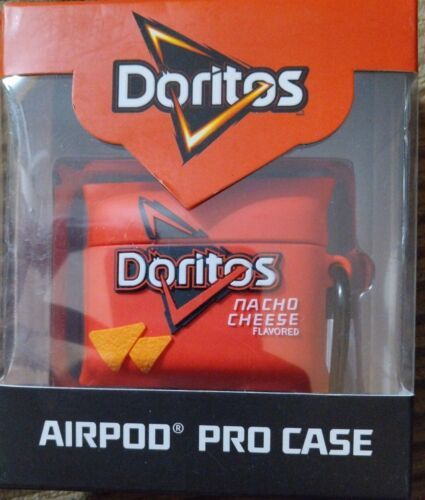 Doritos
Doritos
NACHO
CHEESE
FLAVORED
AIRPOD® PRO CASE